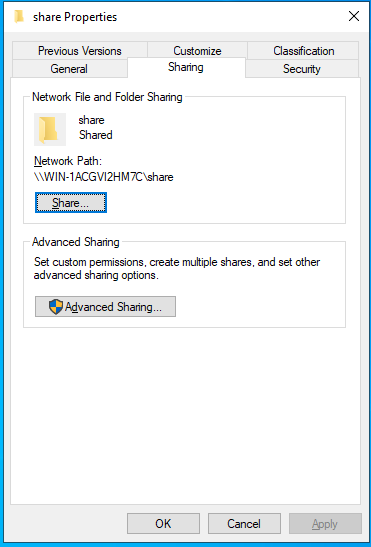 share Properties
Previous Versions
Customize
Classification
General
Sharing
Security
Network File and Folder Sharing
share
Shared
Network Path:
\\WIN-1ACGVI2HM7C\share
Share...
Advanced Sharing
Set custom permissions, create multiple shares, and set other
advanced sharing options.
Advanced Sharing...
OK
Cancel
Apply